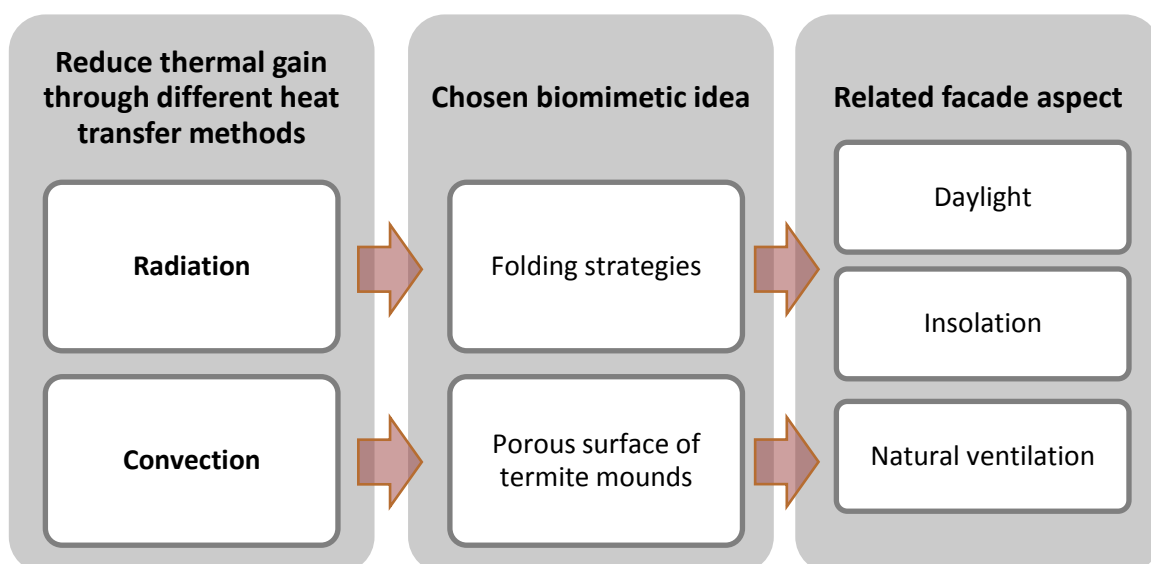 Reduce thermal gain
through different heat
transfer methods
Radiation
Convection
Chosen biomimetic idea
Folding strategies
Porous surface of
termite mounds
Related facade aspect
Daylight
Insolation
Natural ventilation